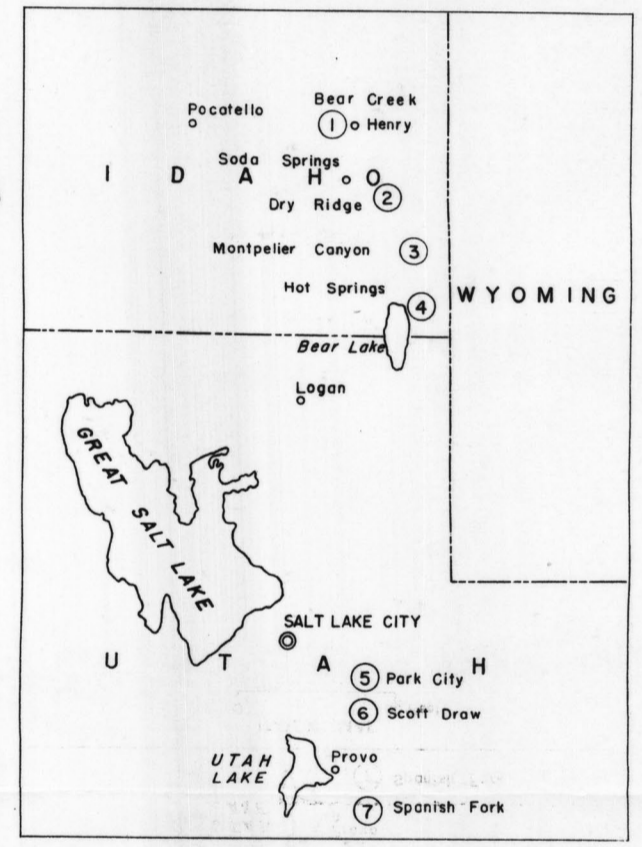 Bear Creek
Pocatello
1 Henry
Soda Springs
I D A H O
2
Dry Ridge
Montpelier Canyon 3
Hot Springs
4 WYOMING
Bear Lake
Logan
GREAT SALT LAKE
SALT LAKE CITY
U T A H
5 Park City
6 Scott Draw
UTAH
LAKE
Provo
7 Spanish Fork